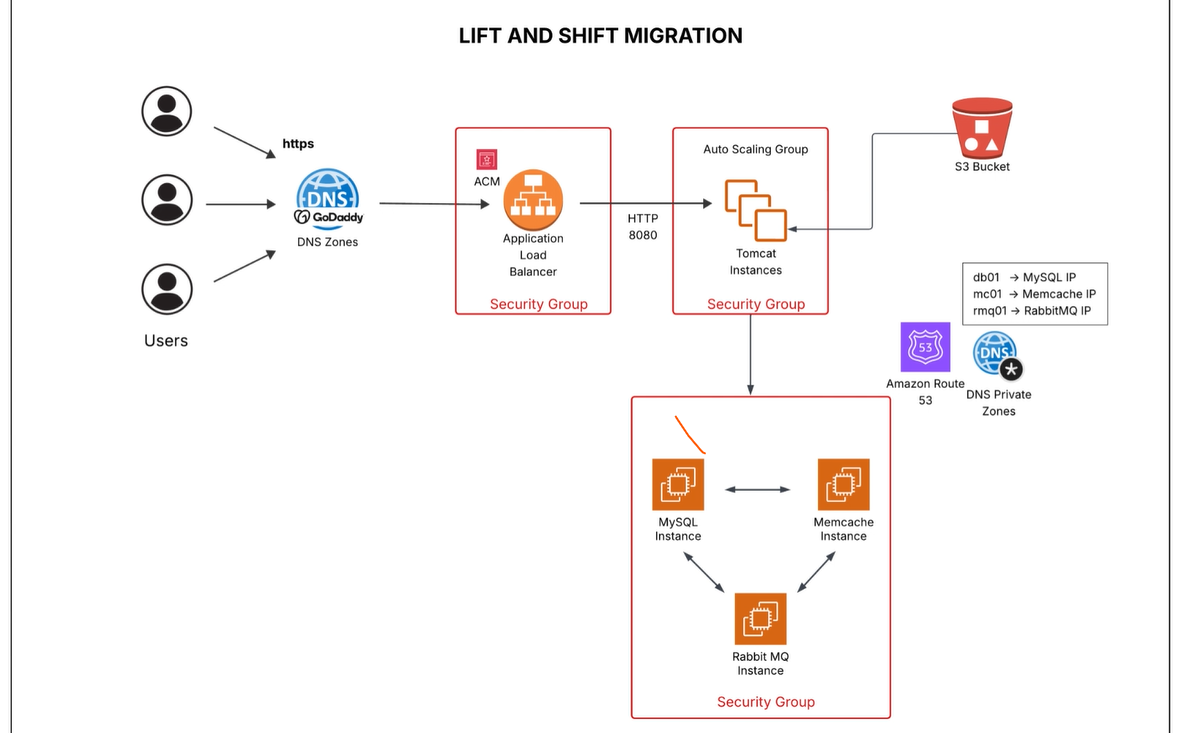 LIFT AND SHIFT MIGRATION
https
DNS
GoDaddy
DNS Zones
Users
ACM
Application
Load
Balancer
Security Group
HTTP
8080
Auto Scaling Group
Tomcat
Instances
Security Group
S3 Bucket
db01 → MySQL IP
mc01 → Memcache IP
rmq01 → RabbitMQ IP
53
Amazon Route
53
DNS
DNS Private
Zones
MySQL
Instance
Memcache
Instance
Rabbit MQ
Instance
Security Group